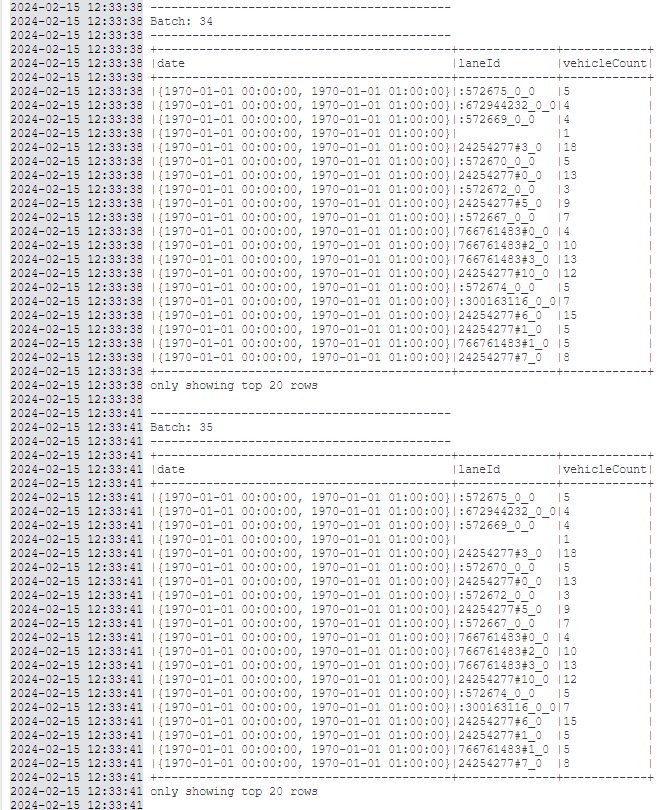 2024-02-15 12:33:38 -------------------------------------------
2024-02-15 12:33:38 Batch: 34
2024-02-15 12:33:38 -------------------------------------------
2024-02-15 12:33:38 +------------------------------------------+--------------+------------+
2024-02-15 12:33:38 |date                                      |laneId        |vehicleCount|
2024-02-15 12:33:38 +------------------------------------------+--------------+------------+
2024-02-15 12:33:38 |{1970-01-01 00:00:00, 1970-01-01 01:00:00}|:572675_0_0   |5           |
2024-02-15 12:33:38 |{1970-01-01 00:00:00, 1970-01-01 01:00:00}|:672944232_0_0|4           |
2024-02-15 12:33:38 |{1970-01-01 00:00:00, 1970-01-01 01:00:00}|:572669_0_0   |4           |
2024-02-15 12:33:38 |{1970-01-01 00:00:00, 1970-01-01 01:00:00}|              |1           |
2024-02-15 12:33:38 |{1970-01-01 00:00:00, 1970-01-01 01:00:00}|24254277#3_0  |18          |
2024-02-15 12:33:38 |{1970-01-01 00:00:00, 1970-01-01 01:00:00}|:572670_0_0   |5           |
2024-02-15 12:33:38 |{1970-01-01 00:00:00, 1970-01-01 01:00:00}|24254277#0_0  |13          |
2024-02-15 12:33:38 |{1970-01-01 00:00:00, 1970-01-01 01:00:00}|:572672_0_0   |3           |
2024-02-15 12:33:38 |{1970-01-01 00:00:00, 1970-01-01 01:00:00}|24254277#5_0  |9           |
2024-02-15 12:33:38 |{1970-01-01 00:00:00, 1970-01-01 01:00:00}|:572667_0_0   |7           |
2024-02-15 12:33:38 |{1970-01-01 00:00:00, 1970-01-01 01:00:00}|766761483#0_0 |4           |
2024-02-15 12:33:38 |{1970-01-01 00:00:00, 1970-01-01 01:00:00}|766761483#2_0 |10          |
2024-02-15 12:33:38 |{1970-01-01 00:00:00, 1970-01-01 01:00:00}|766761483#3_0 |13          |
2024-02-15 12:33:38 |{1970-01-01 00:00:00, 1970-01-01 01:00:00}|24254277#10_0 |12          |
2024-02-15 12:33:38 |{1970-01-01 00:00:00, 1970-01-01 01:00:00}|:572674_0_0   |5           |
2024-02-15 12:33:38 |{1970-01-01 00:00:00, 1970-01-01 01:00:00}|:300163116_0_0|7           |
2024-02-15 12:33:38 |{1970-01-01 00:00:00, 1970-01-01 01:00:00}|24254277#6_0  |15          |
2024-02-15 12:33:38 |{1970-01-01 00:00:00, 1970-01-01 01:00:00}|24254277#1_0  |5           |
2024-02-15 12:33:38 |{1970-01-01 00:00:00, 1970-01-01 01:00:00}|766761483#1_0 |5           |
2024-02-15 12:33:38 |{1970-01-01 00:00:00, 1970-01-01 01:00:00}|24254277#7_0  |8           |
2024-02-15 12:33:38 +------------------------------------------+--------------+------------+
2024-02-15 12:33:38 only showing top 20 rows
2024-02-15 12:33:38
2024-02-15 12:33:41 -------------------------------------------
2024-02-15 12:33:41 Batch: 35
2024-02-15 12:33:41 -------------------------------------------
2024-02-15 12:33:41 +------------------------------------------+--------------+------------+
2024-02-15 12:33:41 |date                                      |laneId        |vehicleCount|
2024-02-15 12:33:41 +------------------------------------------+--------------+------------+
2024-02-15 12:33:41 |{1970-01-01 00:00:00, 1970-01-01 01:00:00}|:572675_0_0   |5           |
2024-02-15 12:33:41 |{1970-01-01 00:00:00, 1970-01-01 01:00:00}|:672944232_0_0|4           |
2024-02-15 12:33:41 |{1970-01-01 00:00:00, 1970-01-01 01:00:00}|:572669_0_0   |4           |
2024-02-15 12:33:41 |{1970-01-01 00:00:00, 1970-01-01 01:00:00}|              |1           |
2024-02-15 12:33:41 |{1970-01-01 00:00:00, 1970-01-01 01:00:00}|24254277#3_0  |18          |
2024-02-15 12:33:41 |{1970-01-01 00:00:00, 1970-01-01 01:00:00}|:572670_0_0   |5           |
2024-02-15 12:33:41 |{1970-01-01 00:00:00, 1970-01-01 01:00:00}|24254277#0_0  |13          |
2024-02-15 12:33:41 |{1970-01-01 00:00:00, 1970-01-01 01:00:00}|:572672_0_0   |3           |
2024-02-15 12:33:41 |{1970-01-01 00:00:00, 1970-01-01 01:00:00}|24254277#5_0  |9           |
2024-02-15 12:33:41 |{1970-01-01 00:00:00, 1970-01-01 01:00:00}|:572667_0_0   |7           |
2024-02-15 12:33:41 |{1970-01-01 00:00:00, 1970-01-01 01:00:00}|766761483#0_0 |4           |
2024-02-15 12:33:41 |{1970-01-01 00:00:00, 1970-01-01 01:00:00}|766761483#2_0 |10          |
2024-02-15 12:33:41 |{1970-01-01 00:00:00, 1970-01-01 01:00:00}|766761483#3_0 |13          |
2024-02-15 12:33:41 |{1970-01-01 00:00:00, 1970-01-01 01:00:00}|24254277#10_0 |12          |
2024-02-15 12:33:41 |{1970-01-01 00:00:00, 1970-01-01 01:00:00}|:572674_0_0   |5           |
2024-02-15 12:33:41 |{1970-01-01 00:00:00, 1970-01-01 01:00:00}|:300163116_0_0|7           |
2024-02-15 12:33:41 |{1970-01-01 00:00:00, 1970-01-01 01:00:00}|24254277#6_0  |15          |
2024-02-15 12:33:41 |{1970-01-01 00:00:00, 1970-01-01 01:00:00}|24254277#1_0  |5           |
2024-02-15 12:33:41 |{1970-01-01 00:00:00, 1970-01-01 01:00:00}|766761483#1_0 |5           |
2024-02-15 12:33:41 |{1970-01-01 00:00:00, 1970-01-01 01:00:00}|24254277#7_0  |8           |
2024-02-15 12:33:41 +------------------------------------------+--------------+------------+
2024-02-15 12:33:41 only showing top 20 rows
2024-02-15 12:33:41